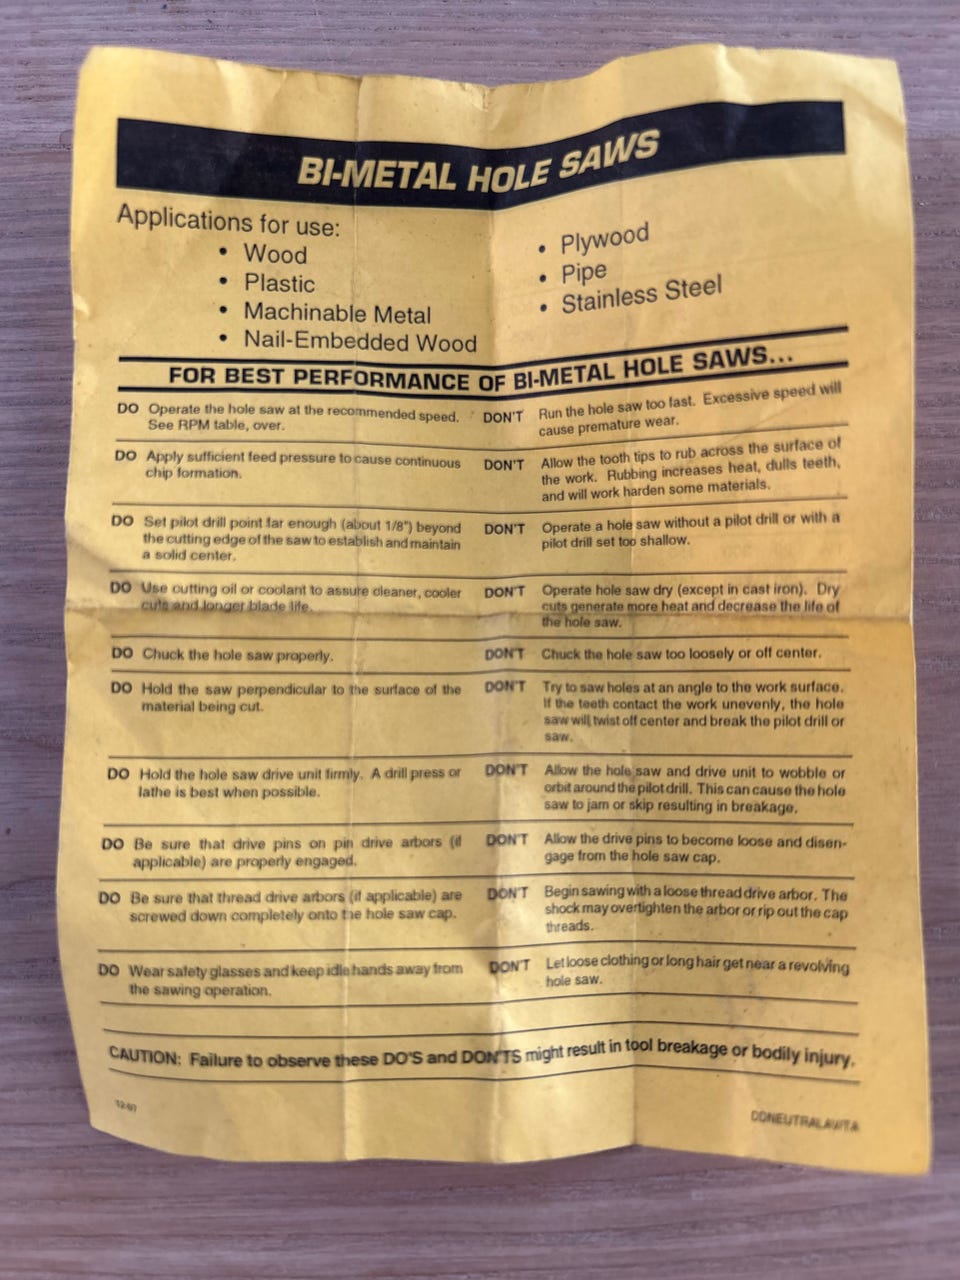 BI-METAL HOLE SAWS
Applications for use:
• Wood
• Plastic
• Machinable Metal
• Nail-Embedded Wood
• Plywood
• Pipe
• Stainless Steel
FOR BEST PERFORMANCE OF BI-METAL HOLE SAWS...
DO Operate the hole saw at the recommended speed.
See RPM table, over.
DON'T Run the hole saw too fast. Excessive speed will
cause premature wear.
DO Apply sufficient feed pressure to cause continuous
chip formation.
DON'T Allow the tooth tips to rub across the surface of
the work. Rubbing increases heat, dulls teeth,
and will work harden some materials.
DO Set pilot drill point far enough (about 1/8") beyond
the cutting edge of the saw to establish and maintain
a solid center.
DON'T Operate a hole saw without a pilot drill or with a
pilot drill set too shallow.
DO Use cutting oil or coolant to assure cleaner, cooler
cuts and longer blade life.
DON'T Operate hole saw dry (except in cast iron). Dry
cuts generate more heat and decrease the life of
the hole saw.
DO Chuck the hole saw properly.
DON'T Chuck the hole saw too loosely or off center.
DO Hold the saw perpendicular to the surface of the
material being cut.
DON'T Try to saw holes at an angle to the work surface.
If the teeth contact the work unevenly, the hole
saw will twist off center and break the pilot drill or
saw.
DO Hold the hole saw drive unit firmly. A drill press or
lathe is best when possible.
DON'T Allow the hole saw and drive unit to wobble or
orbit around the pilot drill. This can cause the hole
saw to jam or skip resulting in breakage.
DO Be sure that drive pins on pin drive arbors (if
applicable) are properly engaged.
DON'T Allow the drive pins to become loose and disen-
gage from the hole saw cap.
DO Be sure that thread drive arbors (if applicable) are
screwed down completely onto the hole saw cap.
DON'T Begin sawing with a loose thread drive arbor. The
shock may overtighten the arbor or rip out the cap
threads.
DO Wear safety glasses and keep idle hands away from
the sawing operation.
DON'T Let loose clothing or long hair get near a revolving
hole saw.
CAUTION: Failure to observe these DO'S and DON'TS might result in tool breakage or bodily injury.